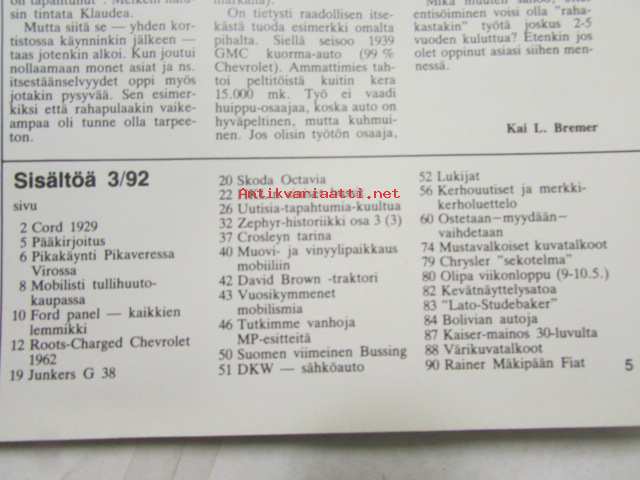 on tapahtunut". Melkein halu-
sin tintata Klaudea.
Mutta siitä se — yhden kor-
tistossa käynninkin jälkeen —
taas jotenkin alkoi. Kun joutui
nollaamaan monet asiat ja ns.
itsestäänselvyydet oppi myös
jotakin pysyvää. Sen esimer-
kiksi että rahapulaakin vaike-
ampaa oli tunne olla tarpee-
ton.
On tietysti raadollisen itse-
kästä tuoda esimerkki omalta
pihalta. Siellä seisoo 1939
GMC kuorma-auto (99 %
Chevrolet). Ammattimies tah-
toi peltitöistä kuitin kera
15.000 mk. Työ ei vaadi
huippu-osaajaa, koska auto on
hyväpeltinen, mutta kuhmui-
nen. Jos olisin työtön osaaja,
entisöiminen voisi olla "raha-
kastakin" työtä joskus 2-5
vuoden kuluttua? Etenkin jos
olet oppinut asiasi siihen men-
nessä.
Kai L. Bremer
Sisältöä 3/92
sivu
2 Cord 1929
5 Pääkirjoitus
6 Pikakäynti Pikaveressa
Virossa
8 Mobilisti tullihuuto-
kaupassa
10 Ford panel — kaikkien
lemmikki
12 Roots-Charged Chevrolet
1962
19 Junkers G 38
20 Skoda Octavia
22
26 Uutisia-tapahtumia-kuultua
32 Zephyr-historiikki osa 3 (3)
37 Crosleyn tarina
40 Muovi- ja vinyylipaikkaus
mobiliin
42 David Brown -traktori
43 Vuosikymmenet
mobilismia
46 Tutkimme vanhoja
MP-esitteitä
50 Suomen viimeinen Bussing
51 DKW — sähköauto
52 Lukijat
56 Kerhouutiset ja merkki-
kerholuettelo
60 Ostetaan—myydään—
vaihdetaan
74 Mustavalkoiset kuvatalkoot
79 Chrysler "sekotelma"
80 Olipa viikonloppu (9-10.5.)
82 Kevätnäyttelysatoa
83 "Lato-Studebaker"
84 Bolivian autoja
87 Kaiser-mainos 30-luvulta
88 Värikuvatalkoot
90 Rainer Mäkipään Fiat
5
Antikvariaatti.net